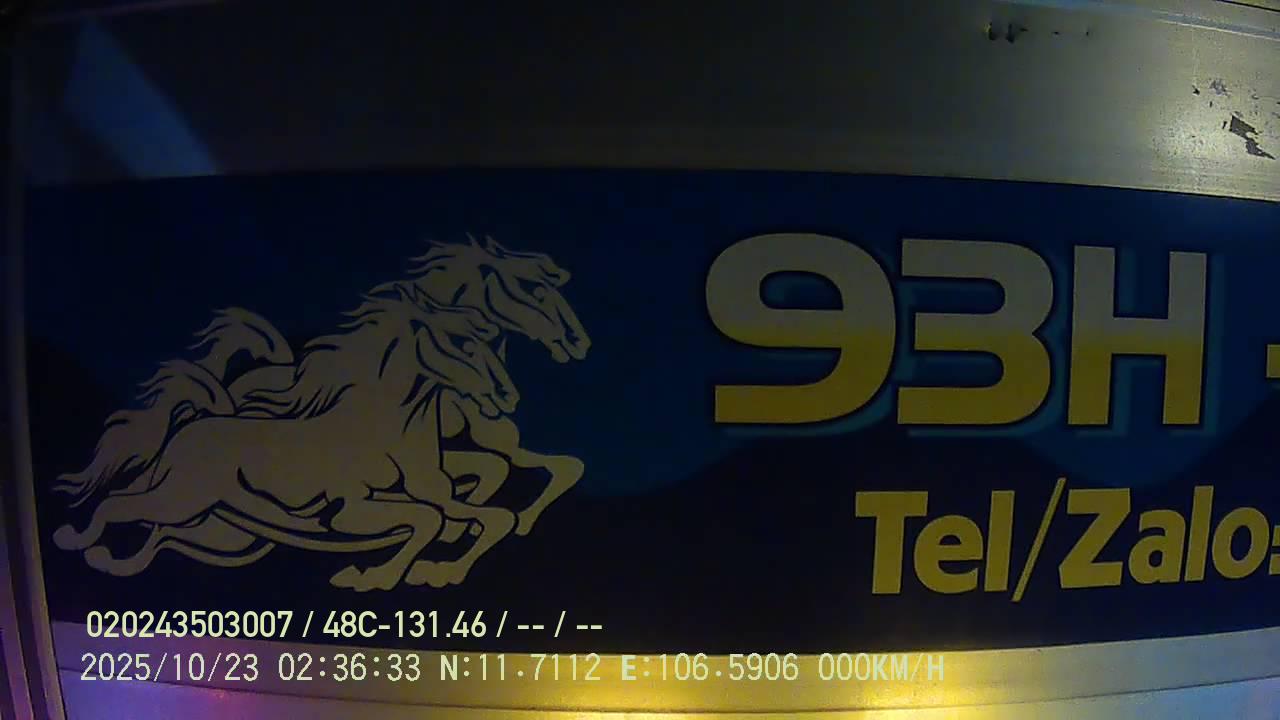 93H
Tel/Zalo:
020243503007 / 48C-131.46 / -- / --
2025/10/23 02:36:33 N:11.7112 E:106.5906 000KM/H